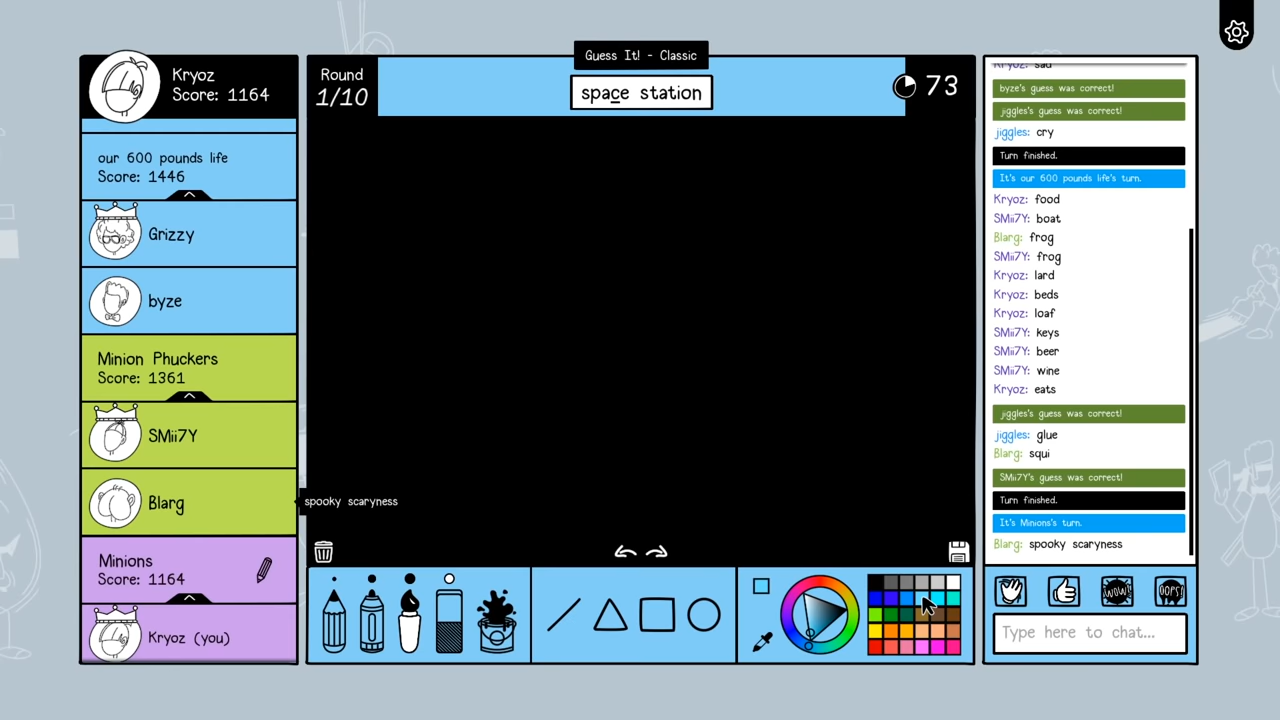 Kryoz
Score: 1164
our 600 pounds life
Score: 1446
Grizzy
byze
Minion Phuckers
Score: 1361
SMii7Y
Blarg
Minions
Score: 1164
Kryoz (you)
Round
1/10
Guess It! - Classic
space station
73
spooky scaryness
Kryoz: sad
byze's guess was correct!
jiggles's guess was correct!
jiggles: cry
Turn finished.
It's our 600 pounds life's turn.
Kryoz: food
SMii7Y: boat
Blarg: frog
SMii7Y: frog
Kryoz: lard
Kryoz: beds
Kryoz: loaf
SMii7Y: keys
SMii7Y: beer
SMii7Y: wine
Kryoz: eats
jiggles's guess was correct!
jiggles: glue
Blarg: squi
SMii7Y's guess was correct!
Turn finished.
It's Minions's turn.
Blarg: spooky scaryness
WOW!
OOPS!
Type here to chat...